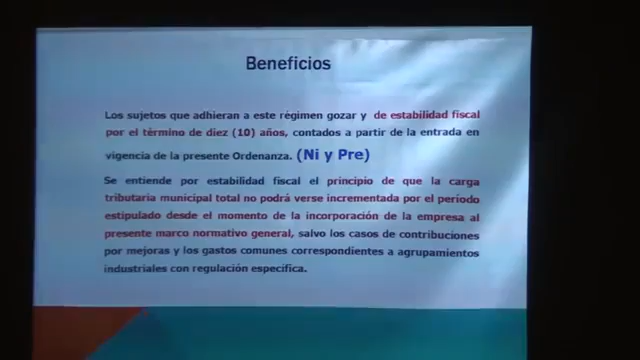 Beneficios
Los sujetos que adhieran a este régimen gozar y de estabilidad fiscal
por el término de diez (10) años, contados a partir de la entrada en
vigencia de la presente Ordenanza. (Ni y Pre)
Se entiende por estabilidad fiscal el principio de que la carga
tributaria municipal total no podrá verse incrementada por el período
estipulado desde el momento de la incorporación de la empresa al
presente marco normativo general, salvo los casos de contribuciones
por mejoras y los gastos comunes correspondientes a agrupamientos
industriales con regulación específica.